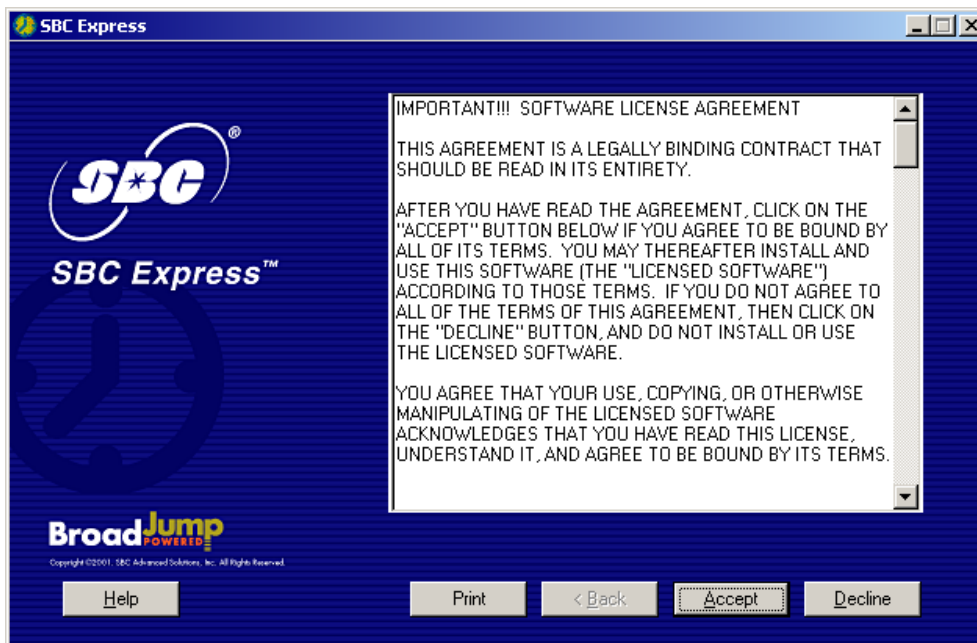 SBC Express
SBC®
SBC Express™
IMPORTANT!!! SOFTWARE LICENSE AGREEMENT
THIS AGREEMENT IS A LEGALLY BINDING CONTRACT THAT
SHOULD BE READ IN ITS ENTIRETY.
AFTER YOU HAVE READ THE AGREEMENT, CLICK ON THE
"ACCEPT" BUTTON BELOW IF YOU AGREE TO BE BOUND BY
ALL OF ITS TERMS. YOU MAY THEREAFTER INSTALL AND
USE THIS SOFTWARE (THE "LICENSED SOFTWARE")
ACCORDING TO THOSE TERMS. IF YOU DO NOT AGREE TO
ALL OF THE TERMS OF THIS AGREEMENT, THEN CLICK ON
THE "DECLINE" BUTTON, AND DO NOT INSTALL OR USE
THE LICENSED SOFTWARE.
YOU AGREE THAT YOUR USE, COPYING, OR OTHERWISE
MANIPULATING OF THE LICENSED SOFTWARE
ACKNOWLEDGES THAT YOU HAVE READ THIS LICENSE,
UNDERSTAND IT, AND AGREE TO BE BOUND BY ITS TERMS.
BroadJump
POWERED
Copyright ©2001. SBC Advanced Solutions, Inc. All Rights Reserved.
Help
Print
< Back
Accept
Decline